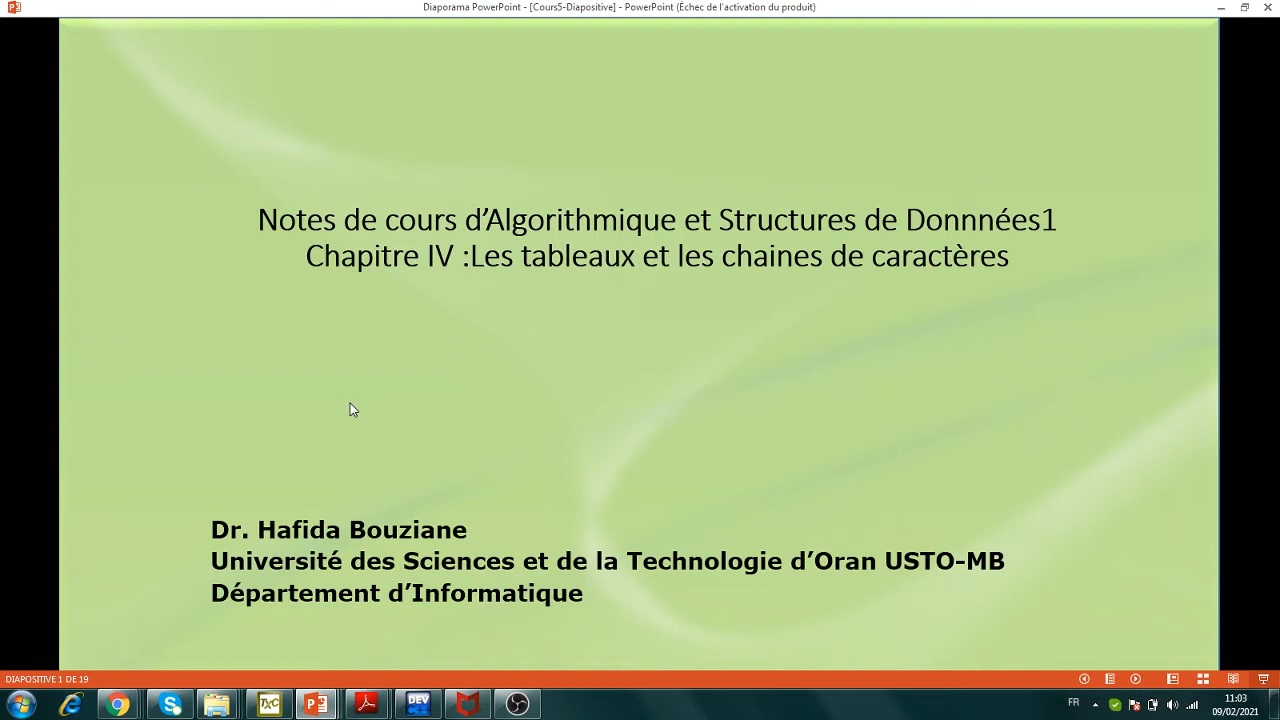 Diaporama PowerPoint - [Cours5-Diapositive] - PowerPoint (Échec de l'activation du produit)
Notes de cours d'Algorithmique et Structures de Donnnées1
Chapitre IV :Les tableaux et les chaines de caractères
Dr. Hafida Bouziane
Université des Sciences et de la Technologie d'Oran USTO-MB
Département d'Informatique
DIAPOSITIVE 1 DE 19
TXC
DEV
FR
11:03
09/02/2021